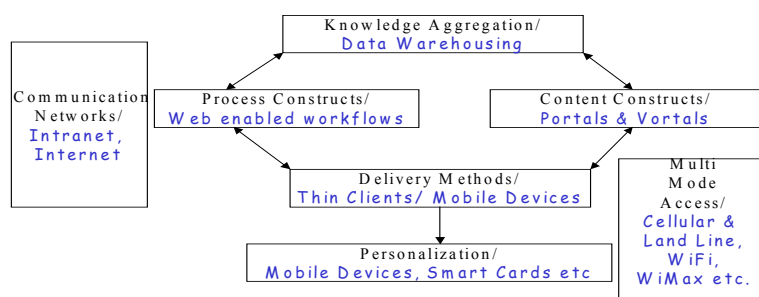 Knowledge Aggregation/
Data Warehousing
Communication
Networks/
Intranet,
Internet
Process Constructs/
Web enabled workflows
Content Constructs/
Portals & Vortals
Delivery Methods/
Thin Clients/ Mobile Devices
Multi
Mode
Access/
Cellular &
Land Line,
WiFi,
WiMax etc.
Personalization/
Mobile Devices, Smart Cards etc